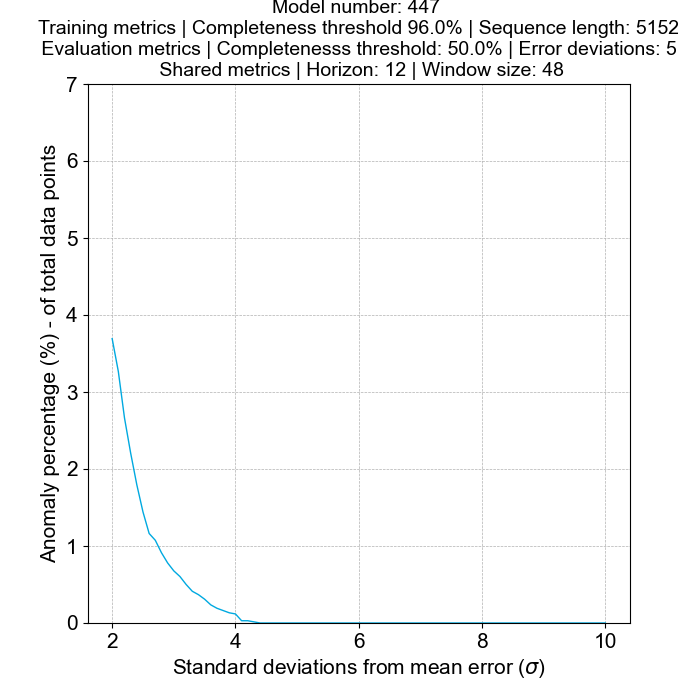 Model number: 447
Training metrics | Completeness threshold 96.0% | Sequence length: 5152
Evaluation metrics | Completenesss threshold: 50.0% | Error deviations: 5
Shared metrics | Horizon: 12 | Window size: 48
7
6
5
4
3
2
1
0
Anomaly percentage (%) - of total data points
2 4 6 8 10
Standard deviations from mean error (σ)